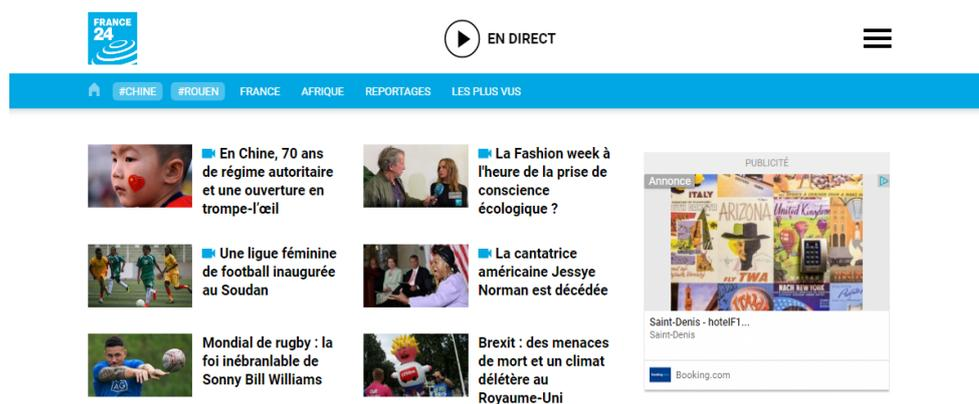 FRANCE
24
EN DIRECT
#CHINE
#ROUEN
FRANCE
AFRIQUE
REPORTAGES
LES PLUS VUS
En Chine, 70 ans
de régime autoritaire
et une ouverture en
trompe-l'œil
La Fashion week à
l'heure de la prise de
conscience
écologique ?
Une ligue féminine
de football inaugurée
au Soudan
La cantatrice
américaine Jessye
Norman est décédée
Mondial de rugby : la
foi inébranlable de
Sonny Bill Williams
Brexit : des menaces
de mort et un climat
délétère au
Royaume-Uni
PUBLICITÉ
Annonce
ITALY
ARIZONA
United Kingdom
FLY TWA
Saint-Denis - hotelF1...
Saint-Denis
Booking.com